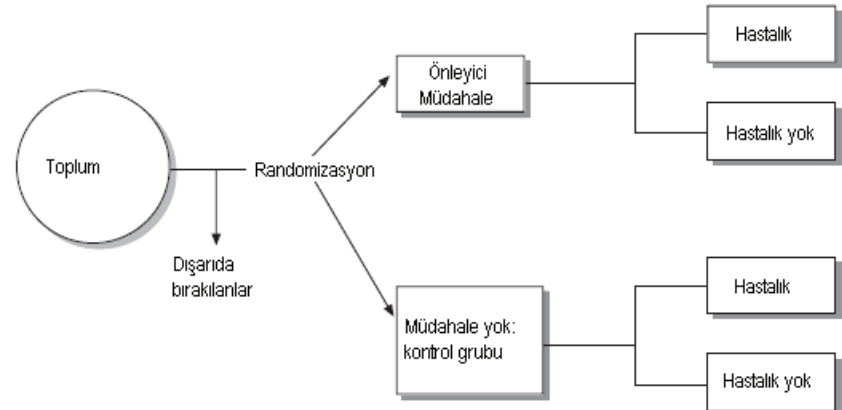 Toplum
Dışarıda
bırakılanlar
Randomizasyon
Önleyici
Müdahale
Hastalık
Hastalık yok
Müdahale yok:
kontrol grubu
Hastalık
Hastalık yok